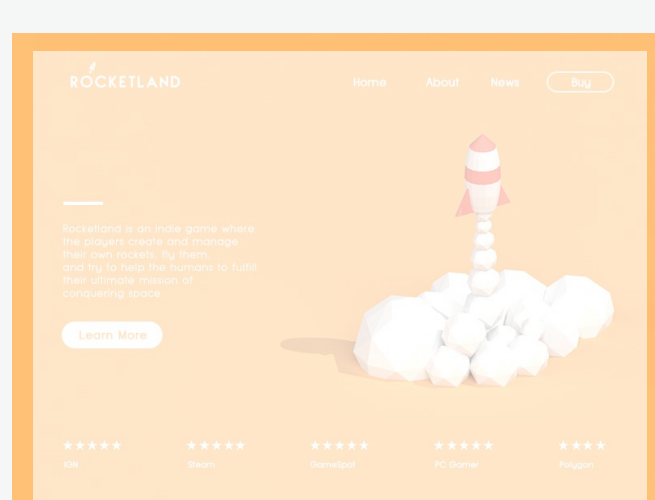 ROCKETLAND
Home About News Buy
Rocketland is an indie game where
the players create and manage
their own rockets, fly them,
and try to help the humans to fulfill
their ultimate mission of
conquering space.
Learn More
★★★★★ ★★★★★ ★★★★★ ★★★★★ ★★★★
Steam GameSpot PC Gamer Polygon